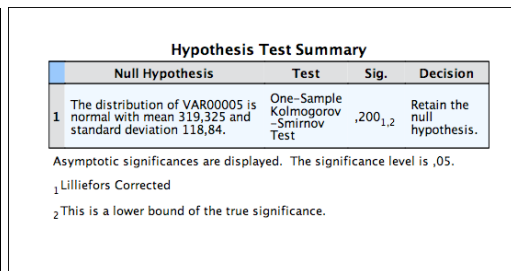 Hypothesis Test Summary
Null Hypothesis Test Sig. Decision
1 The distribution of VAR00005 is normal with mean 319,325 and standard deviation 118,84. One-Sample Kolmogorov-Smirnov Test ,200 1,2 Retain the null hypothesis.
Asymptotic significances are displayed. The significance level is ,05.
1 Lilliefors Corrected
2 This is a lower bound of the true significance.